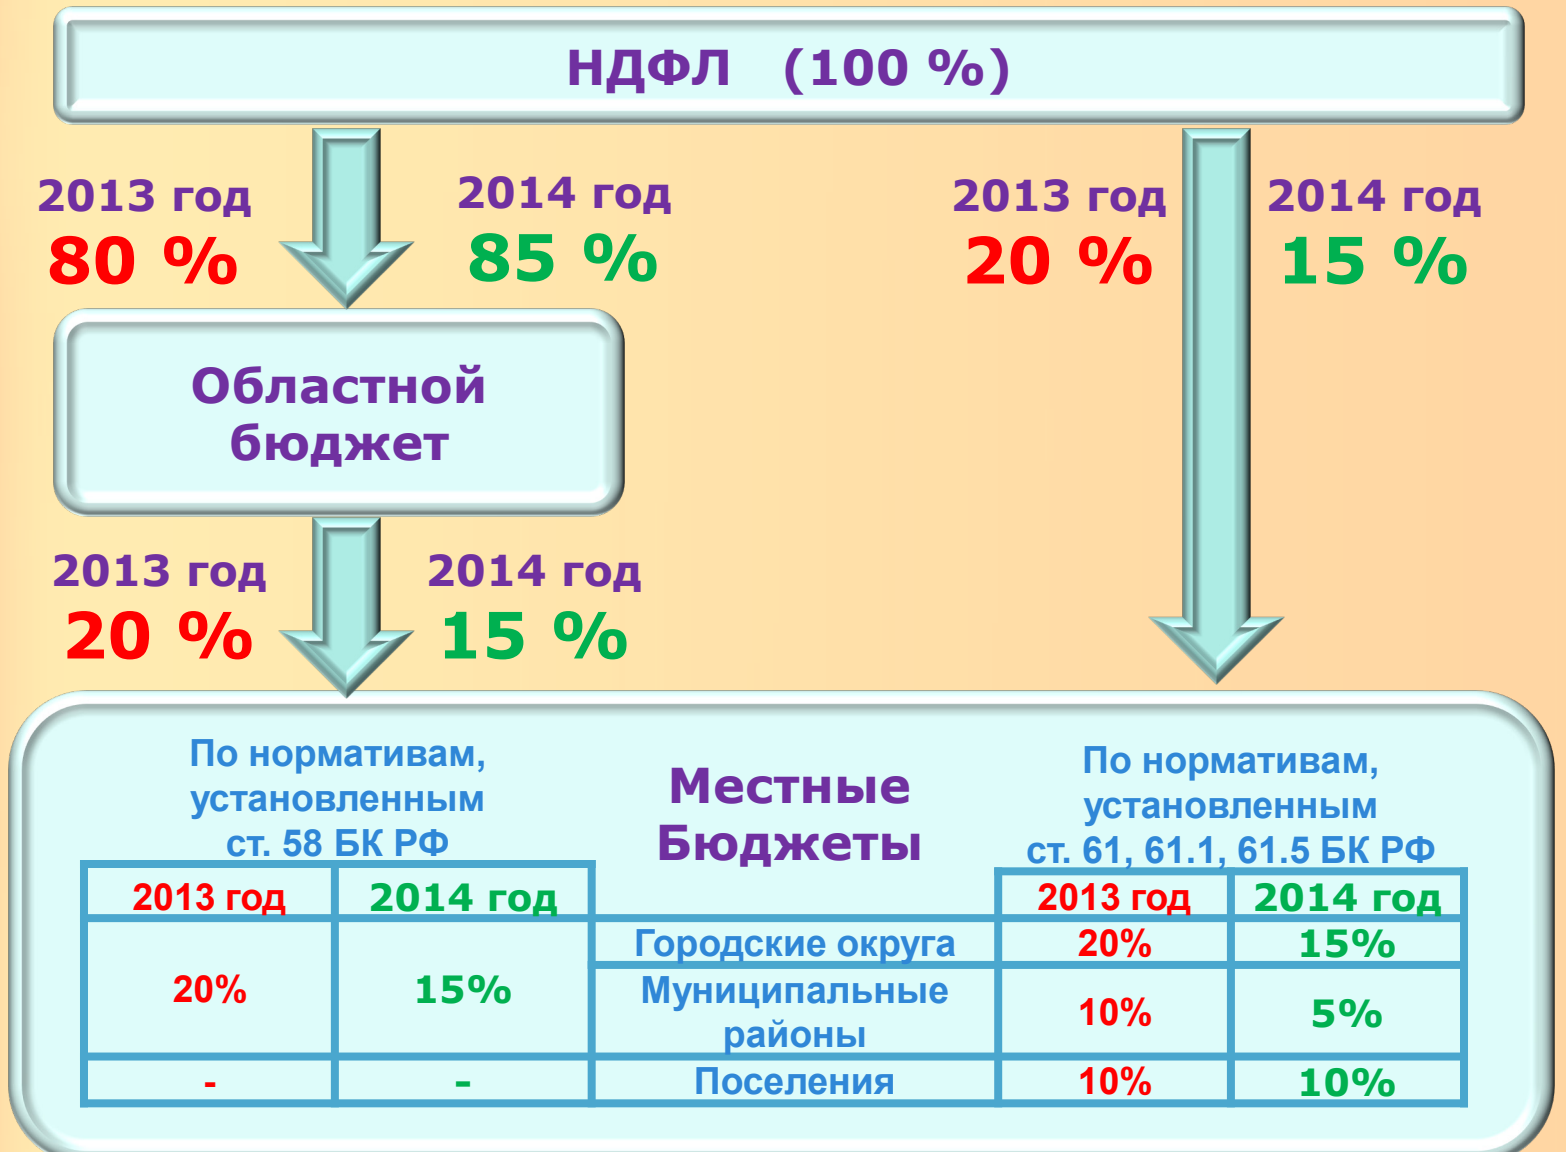 НДФЛ (100 %)
2013 год
80 %
2014 год
85 %
2013 год
20 %
2014 год
15 %
Областной
бюджет
2013 год
20 %
2014 год
15 %
По нормативам,
установленным
ст. 58 БК РФ
Местные
Бюджеты
По нормативам,
установленным
ст. 61, 61.1, 61.5 БК РФ
2013 год 2014 год 2013 год 2014 год
20% 15% Городские округа 20% 15%
Муниципальные
районы 10% 5%
- - Поселения 10% 10%